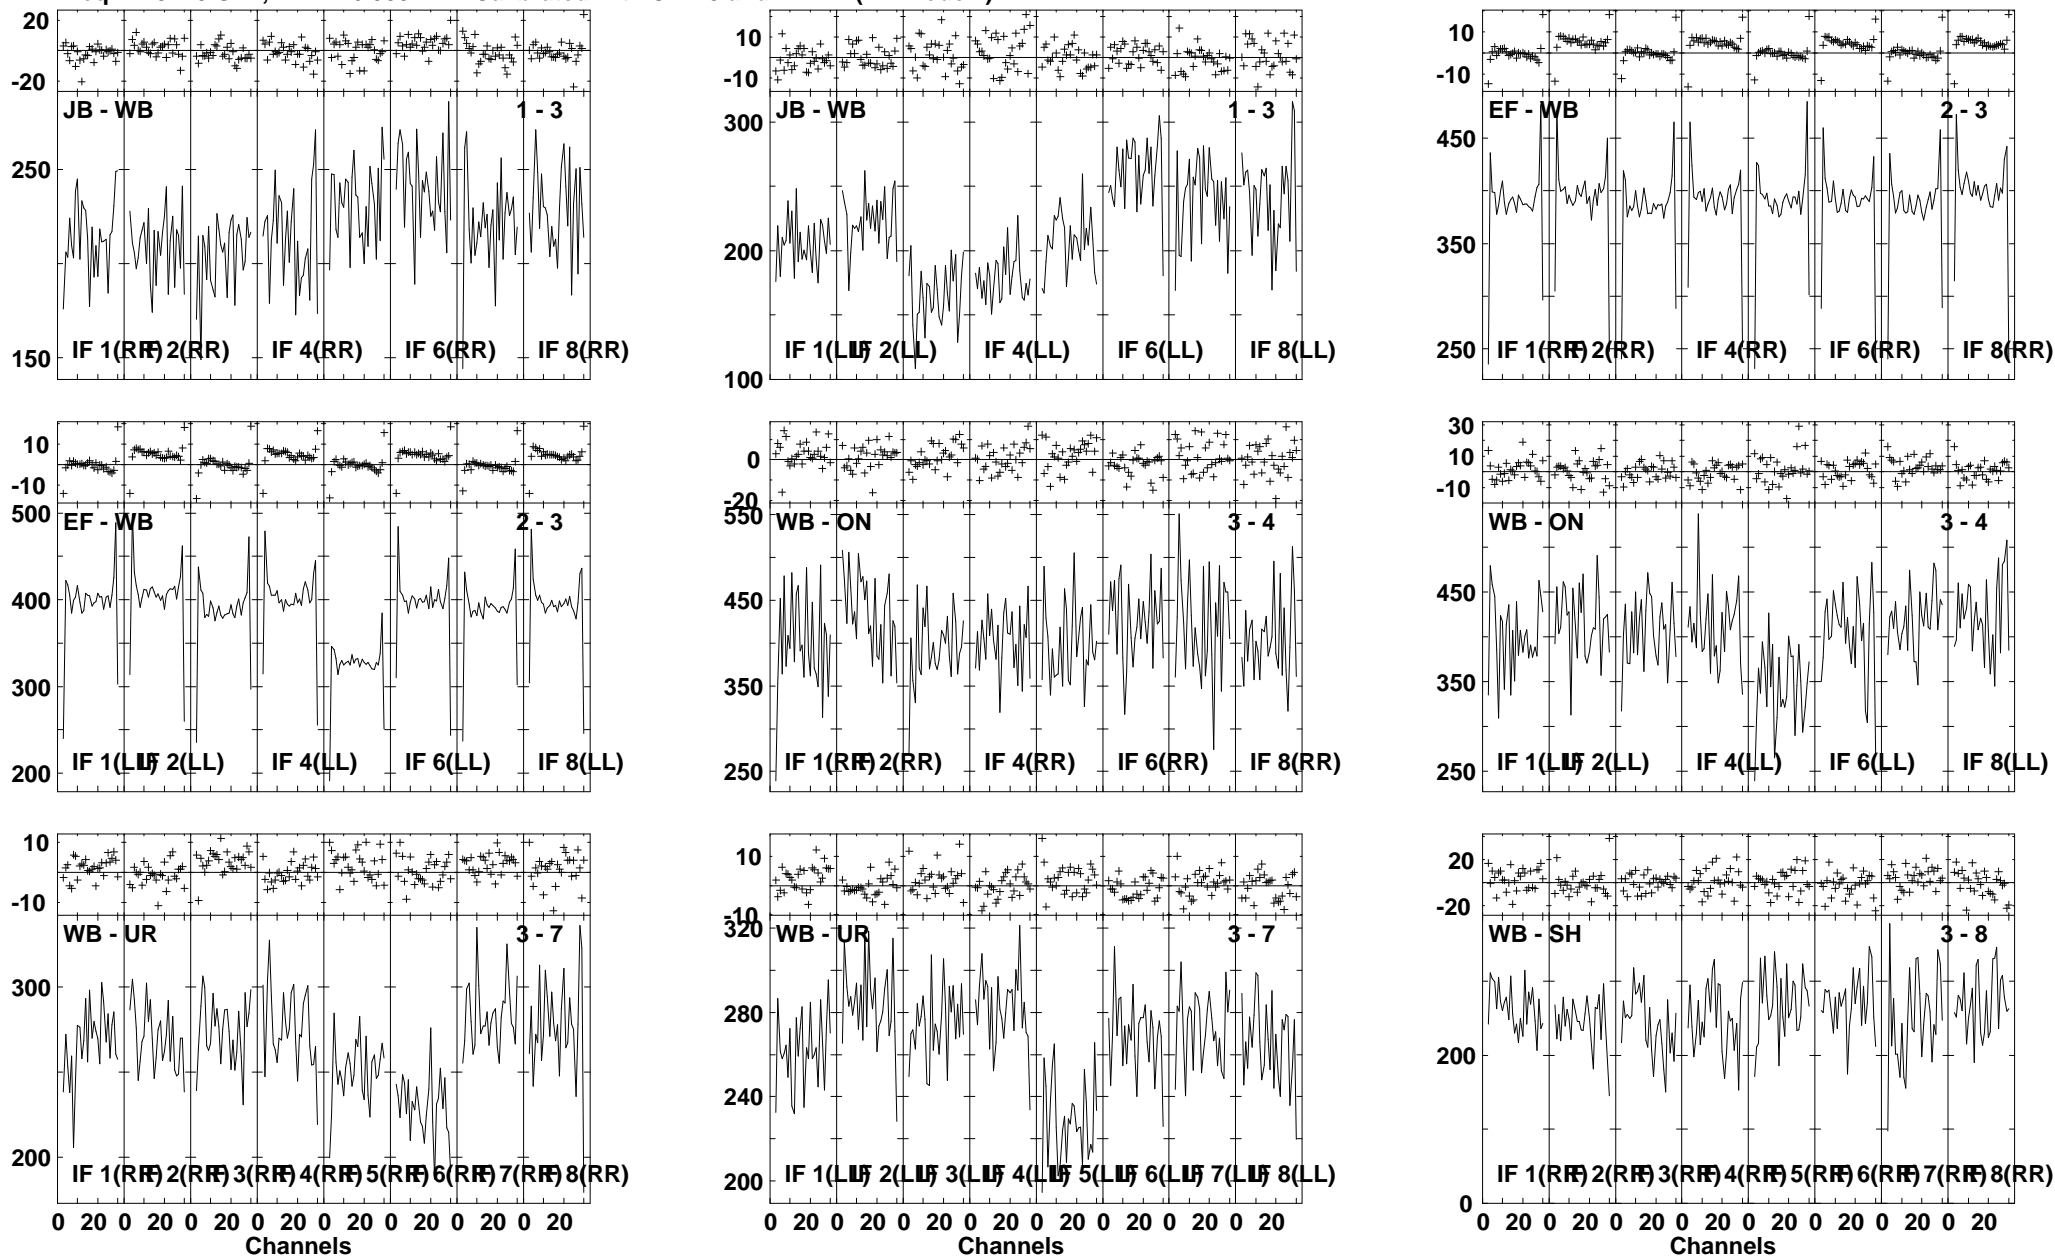 20
-20
JB - WB
1 - 3
250
150
IF 1(RR)
IF 2(RR)
IF 4(RR)
IF 6(RR)
IF 8(RR)
10
-10
JB - WB
1 - 3
300
200
100
IF 1(LL)
IF 2(LL)
IF 4(LL)
IF 6(LL)
IF 8(LL)
10
-10
EF - WB
2 - 3
450
350
250
IF 1(RR)
IF 2(RR)
IF 4(RR)
IF 6(RR)
IF 8(RR)
10
-10
EF - WB
2 - 3
500
400
300
200
IF 1(LL)
IF 2(LL)
IF 4(LL)
IF 6(LL)
IF 8(LL)
0
-20
WB - ON
3 - 4
550
450
350
250
IF 1(RR)
IF 2(RR)
IF 4(RR)
IF 6(RR)
IF 8(RR)
30
10
-10
WB - ON
3 - 4
450
350
250
IF 1(LL)
IF 2(LL)
IF 4(LL)
IF 6(LL)
IF 8(LL)
10
-10
WB - UR
3 - 7
300
200
IF 1(RR)
IF 2(RR)
IF 3(RR)
IF 4(RR)
IF 5(RR)
IF 6(RR)
IF 7(RR)
IF 8(RR)
0 20 0 20 0 20 0 20 0 20 0 20 0 20 0 20
Channels
10
-10
WB - UR
3 - 7
320
280
240
200
IF 1(LL)
IF 2(LL)
IF 3(LL)
IF 4(LL)
IF 5(LL)
IF 6(LL)
IF 7(LL)
IF 8(LL)
0 20 0 20 0 20 0 20 0 20 0 20 0 20 0 20
Channels
20
-20
WB - SH
3 - 8
200
0
IF 1(RR)
IF 2(RR)
IF 3(RR)
IF 4(RR)
IF 5(RR)
IF 6(RR)
IF 7(RR)
IF 8(RR)
0 20 0 20 0 20 0 20 0 20 0 20 0 20 0 20
Channels